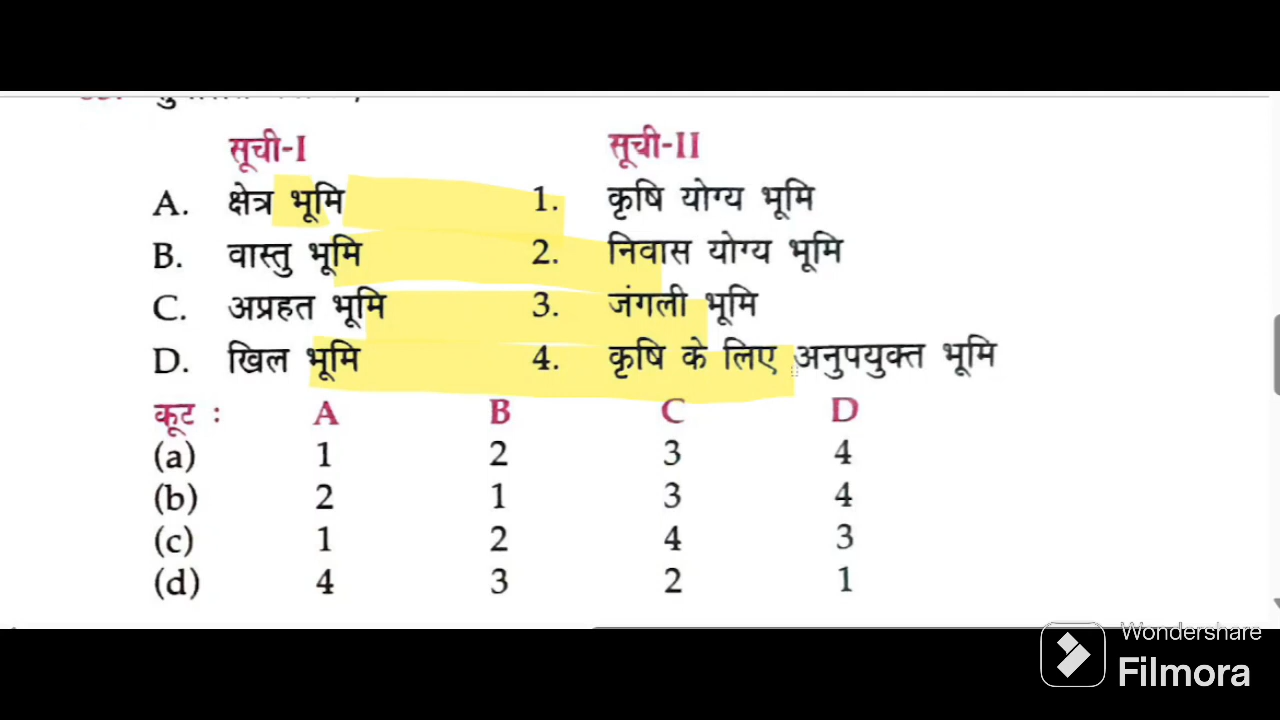 सूची-I सूची-II
A. क्षेत्र भूमि 1. कृषि योग्य भूमि
B. वास्तु भूमि 2. निवास योग्य भूमि
C. अप्रहत भूमि 3. जंगली भूमि
D. खिल भूमि 4. कृषि के लिए अनुपयुक्त भूमि
कूट : A B C D
(a) 1 2 3 4
(b) 2 1 3 4
(c) 1 2 4 3
(d) 4 3 2 1
Wondershare
Filmora